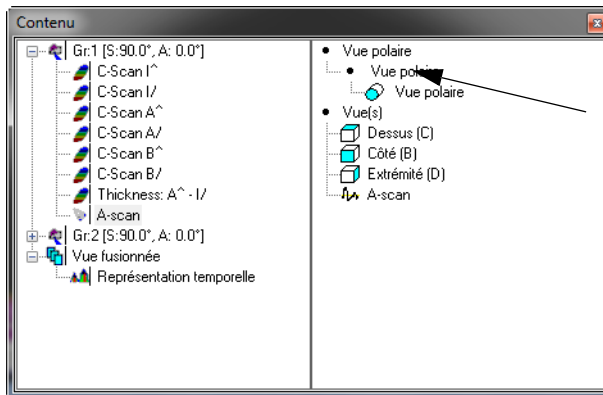 Contenu
Gr:1 [S:90.0°, A: 0.0°]
C-Scan I^
C-Scan I/
C-Scan A^
C-Scan A/
C-Scan B^
C-Scan B/
Thickness: A^ - I/
A-scan
Gr:2 [S:90.0°, A: 0.0°]
Vue fusionnée
Représentation temporelle
Vue polaire
Vue polaire
Vue polaire
Vue(s)
Dessus (C)
Côté (B)
Extrémité (D)
A-scan